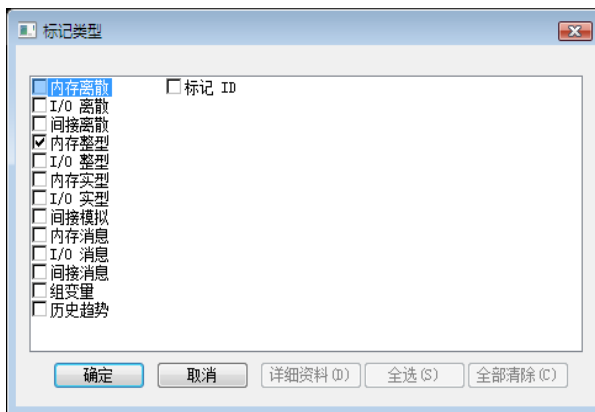 标记类型
内存离散 标记 ID
I/O 离散
间接离散
内存整型
I/O 整型
内存实型
I/O 实型
间接模拟
内存消息
I/O 消息
间接消息
组变量
历史趋势
确定 取消 详细资料(D) 全选(S) 全部清除(C)